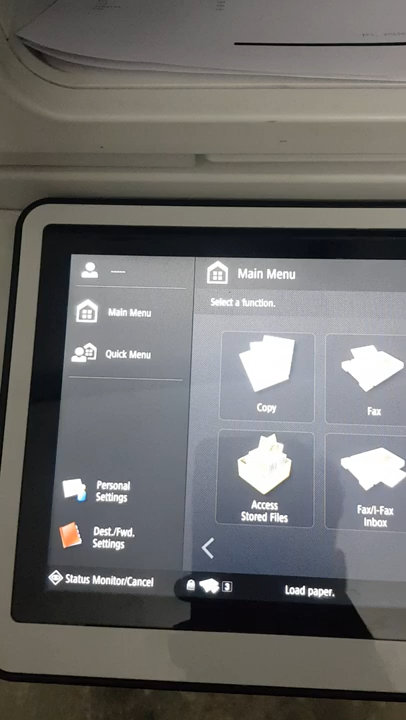 Main Menu
Select a function.
Main Menu
Quick Menu
Copy
Fax
Access
Stored Files
Fax/I-Fax
Inbox
Personal
Settings
Dest./Fwd.
Settings
Status Monitor/Cancel
3
Load paper.